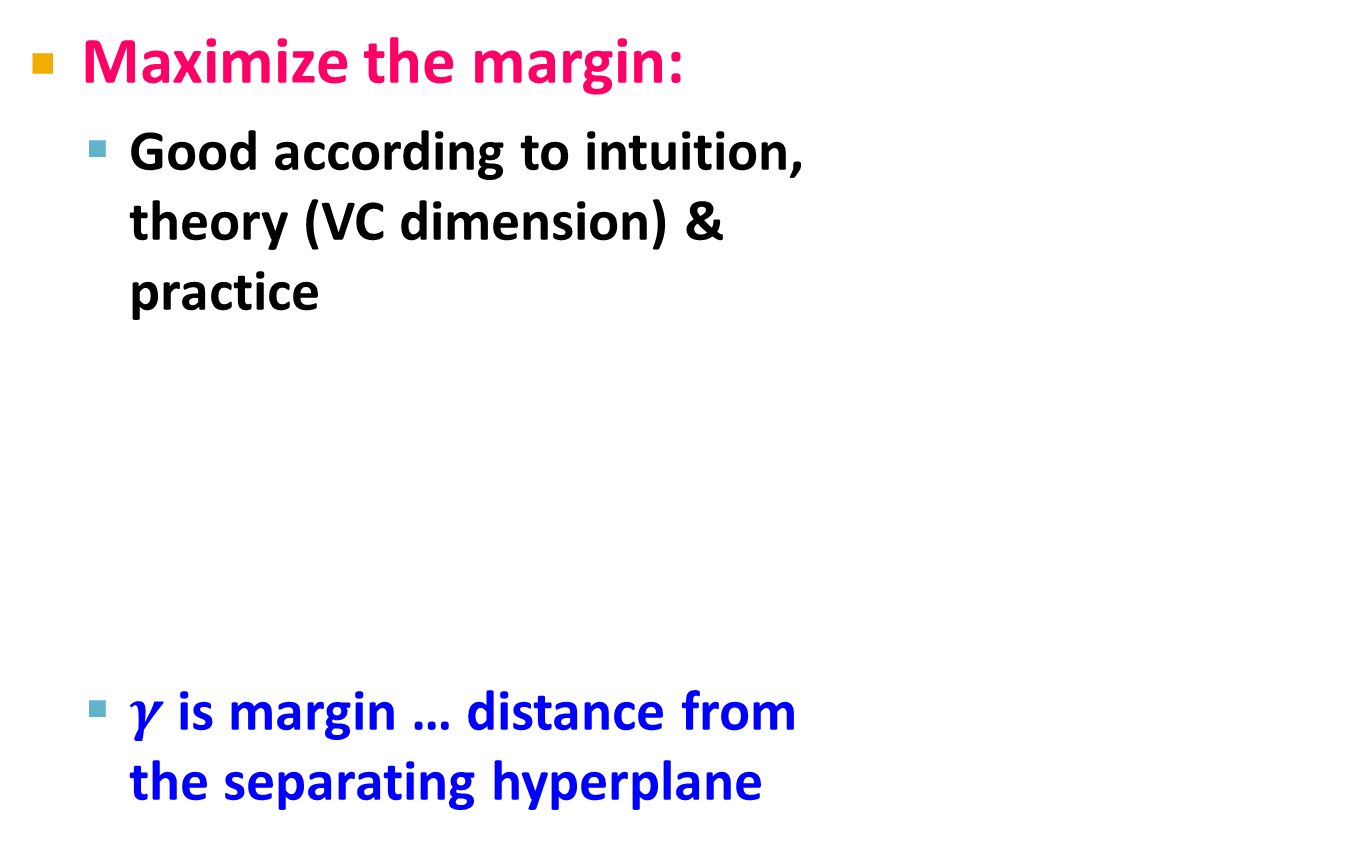 Maximize the margin:
Good according to intuition,
theory (VC dimension) &
practice
γ is margin … distance from
the separating hyperplane